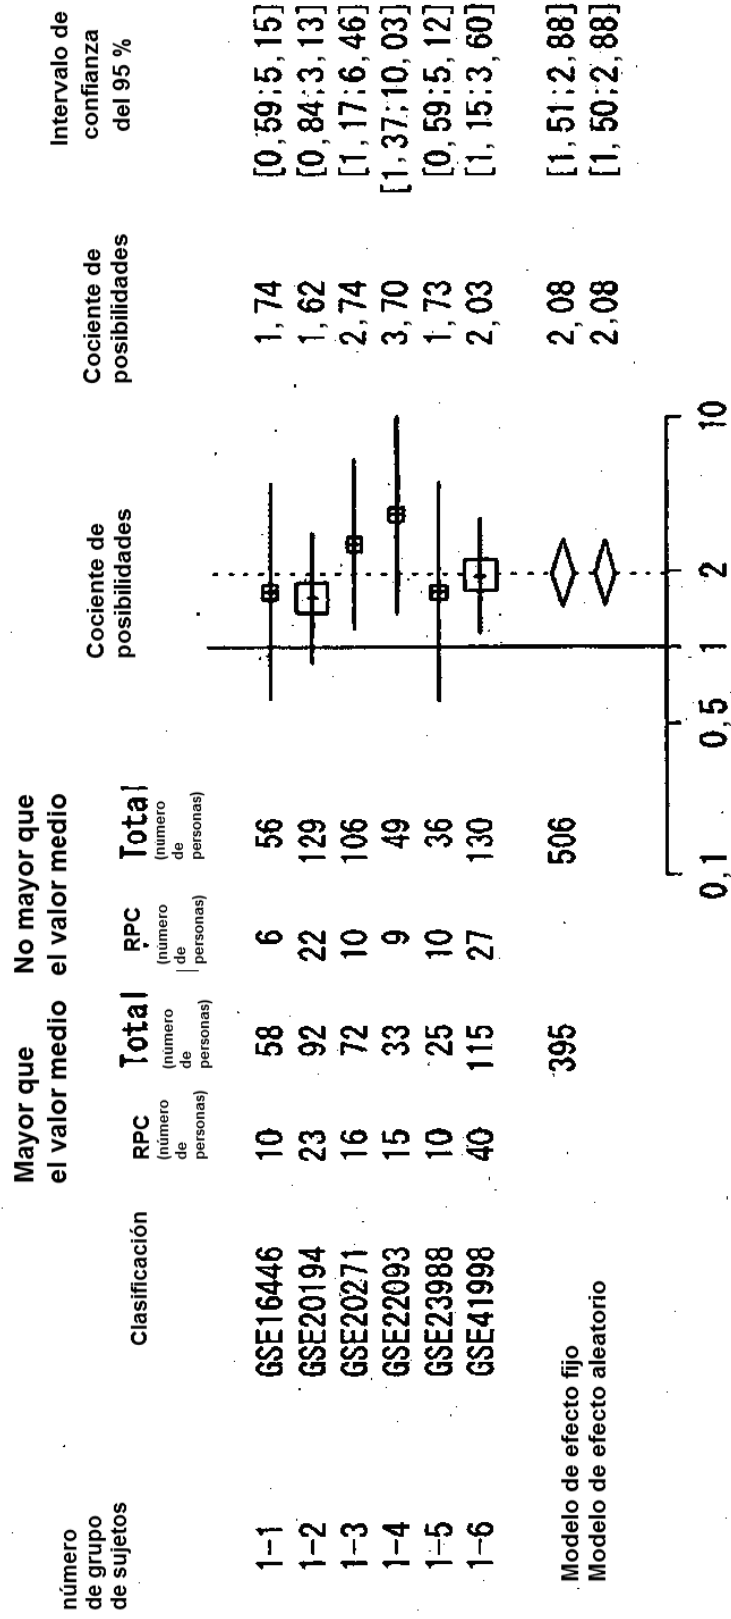 número
de grupo
de sujetos
Clasificación
Mayor que
el valor medio
RPC
(número
de
personas)
Total
(número
de
personas)
No mayor que
el valor medio
RPC
(número
de
personas)
Total
(número
de
personas)
Cociente de
posibilidades
Cociente de
posibilidades
Intervalo de
confianza
del 95 %
1-1 GSE16446 10 58 6 56 1,74 [0,59:5,15]
1-2 GSE20194 23 92 22 129 1,62 [0,84:3,13]
1-3 GSE20271 16 72 10 106 2,74 [1,17:6,46]
1-4 GSE22093 15 33 9 49 3,70 [1,37:10,03]
1-5 GSE23988 10 25 10 36 1,73 [0,59:5,12]
1-6 GSE41998 40 115 27 130 2,03 [1,15:3,60]
Modelo de efecto fijo 395 506 2,08 [1,51:2,88]
Modelo de efecto aleatorio 2,08 [1,50:2,88]
0,1 0,5 1 2 10